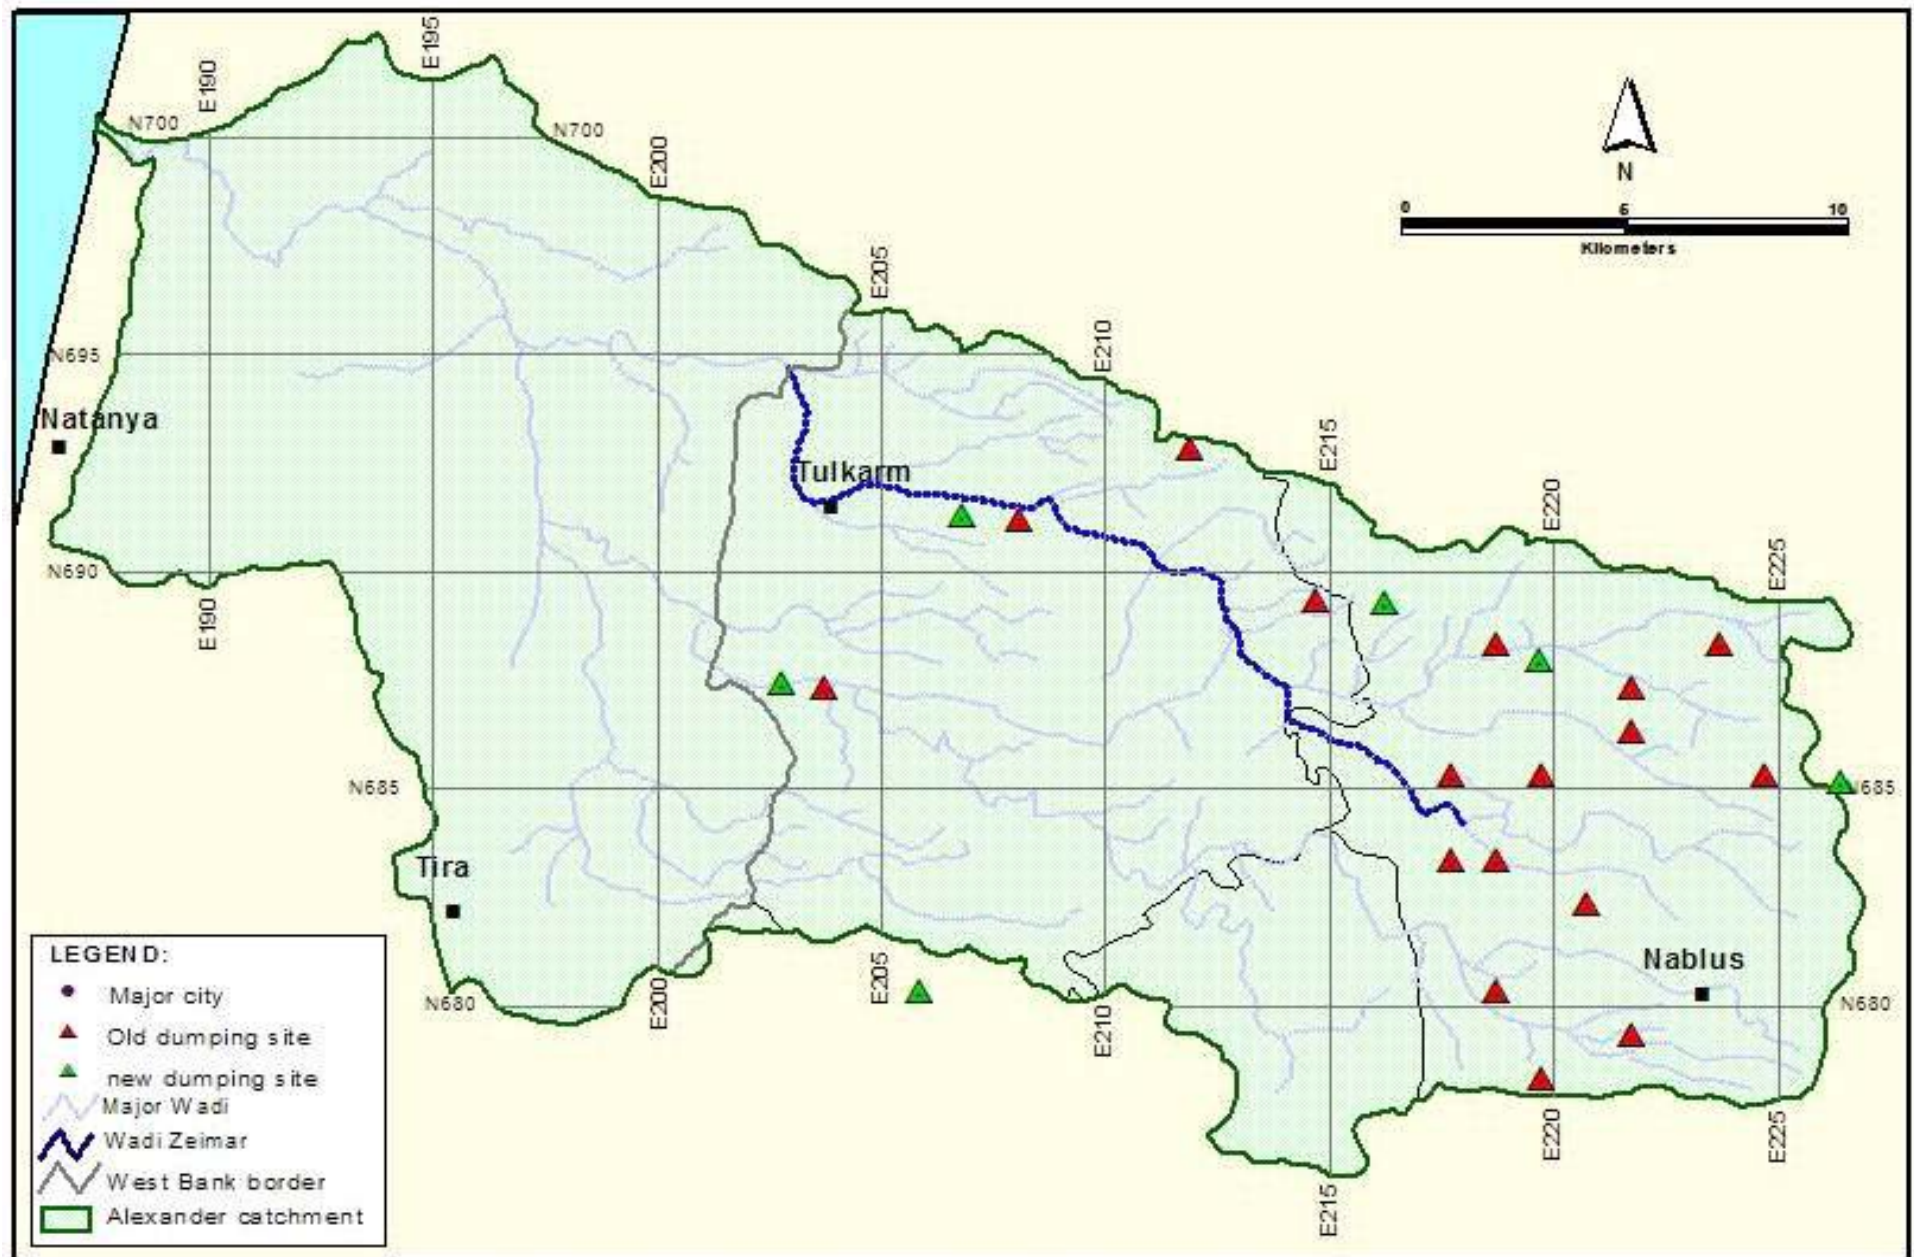 E195
E190
N700
N700
E200
N
0 5 10
Kilometers
E205
N695
E210
Natanya
E215
Tulkarm
E220
E225
N690
E190
N685
N685
Tira
LEGEND:
Major city
Old dumping site
new dumping site
Major Wadi
Wadi Zeimar
West Bank border
Alexander catchment
Nablus
E205
N680
E200
N680
E210
E220
E225
E215